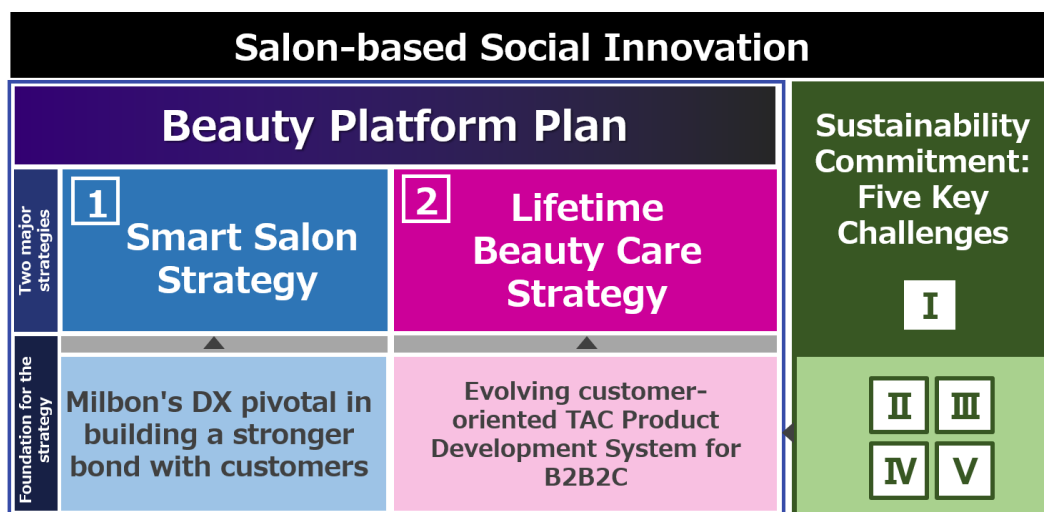 Salon-based Social Innovation
Beauty Platform Plan
Two major
strategies
1
Smart Salon
Strategy
2
Lifetime
Beauty Care
Strategy
Foundation for the
strategy
Milbon's DX pivotal in
building a stronger
bond with customers
Evolving customer-
oriented TAC Product
Development System for
B2B2C
Sustainability
Commitment:
Five Key
Challenges
Ⅰ
Ⅱ Ⅲ
Ⅳ Ⅴ